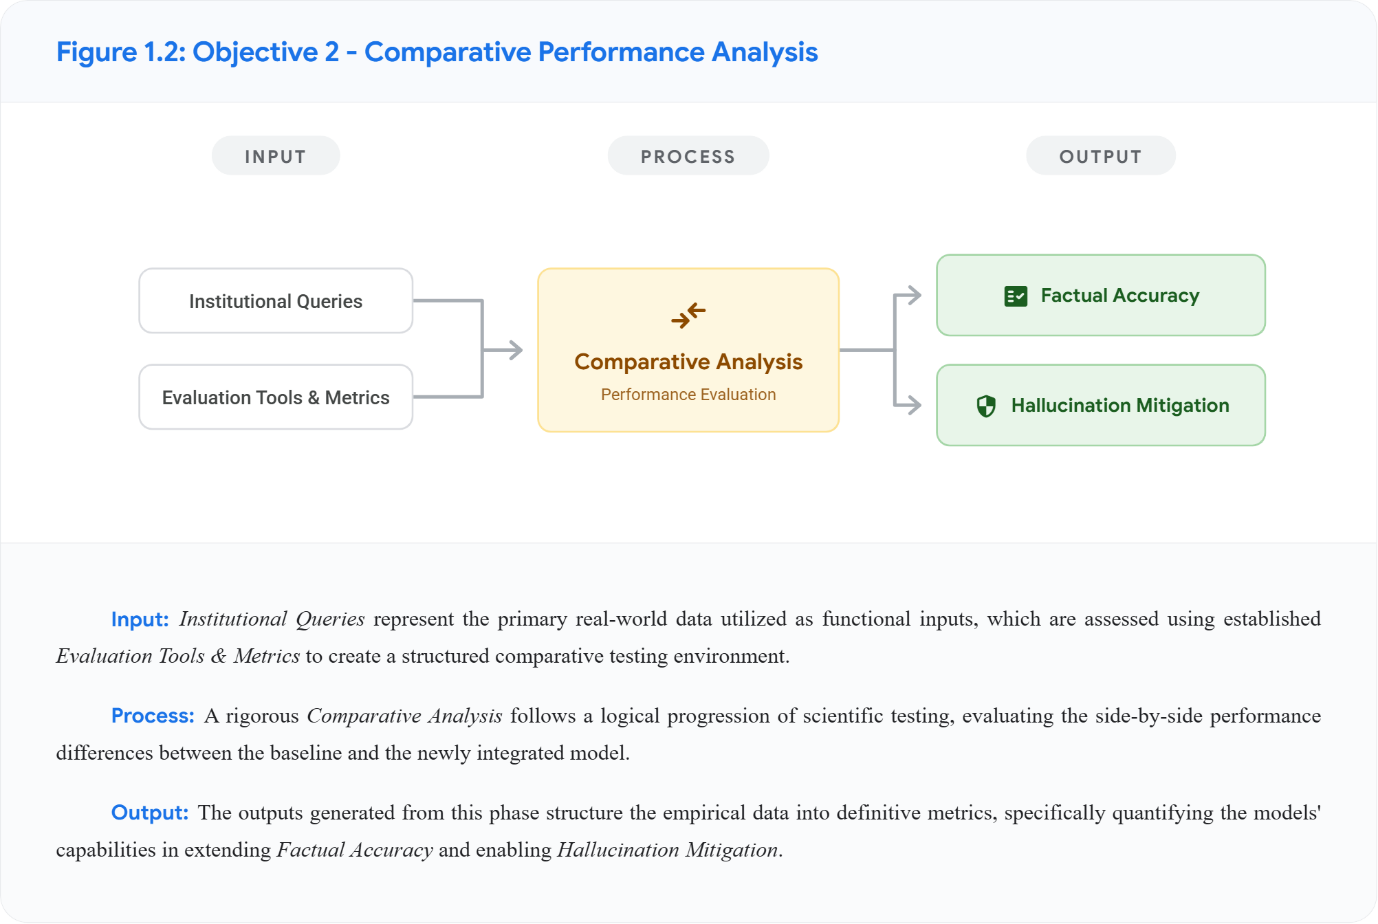 Figure 1.2: Objective 2 - Comparative Performance Analysis
INPUT
PROCESS
OUTPUT
Institutional Queries
Evaluation Tools & Metrics
Comparative Analysis
Performance Evaluation
Factual Accuracy
Hallucination Mitigation
Input: Institutional Queries represent the primary real-world data utilized as functional inputs, which are assessed using established
Evaluation Tools & Metrics to create a structured comparative testing environment.
Process: A rigorous Comparative Analysis follows a logical progression of scientific testing, evaluating the side-by-side performance
differences between the baseline and the newly integrated model.
Output: The outputs generated from this phase structure the empirical data into definitive metrics, specifically quantifying the models'
capabilities in extending Factual Accuracy and enabling Hallucination Mitigation.